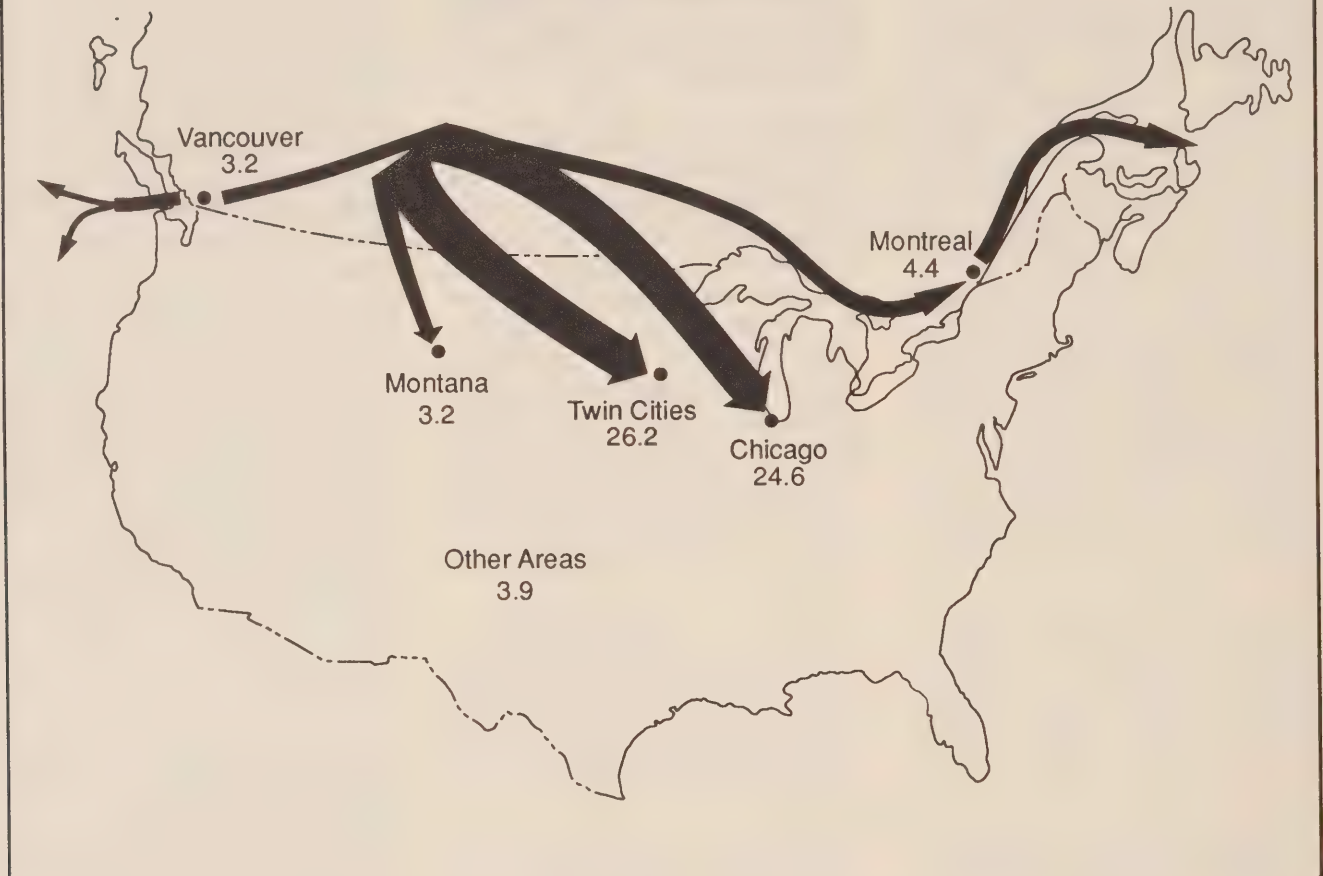 Vancouver
3.2
Montreal
4.4
Montana
3.2
Twin Cities
26.2
Chicago
24.6
Other Areas
3.9